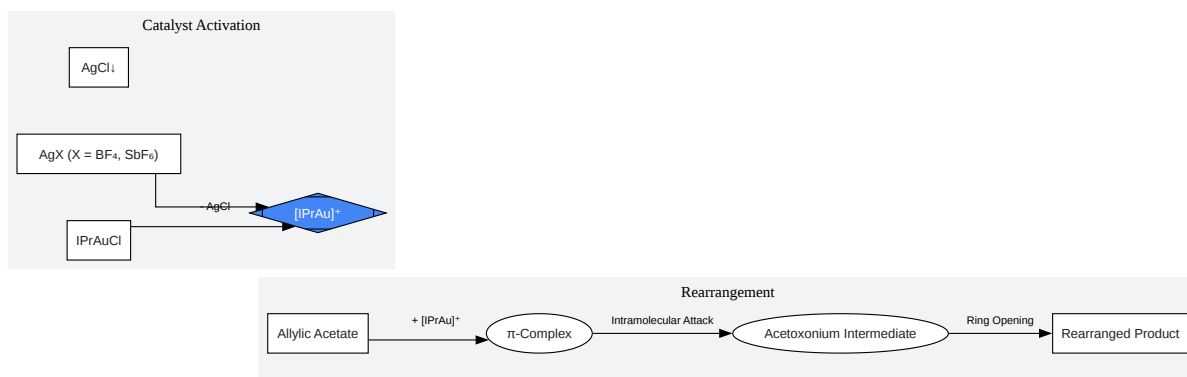 Catalyst Activation
AgCl↓
AgX (X = BF₄, SbF₆)
- AgCl
[IPrAu]⁺
IPrAuCl
Rearrangement
Allylic Acetate
+ [IPrAu]⁺
π-Complex
Intramolecular Attack
Acetoxonium Intermediate
Ring Opening
Rearranged Product